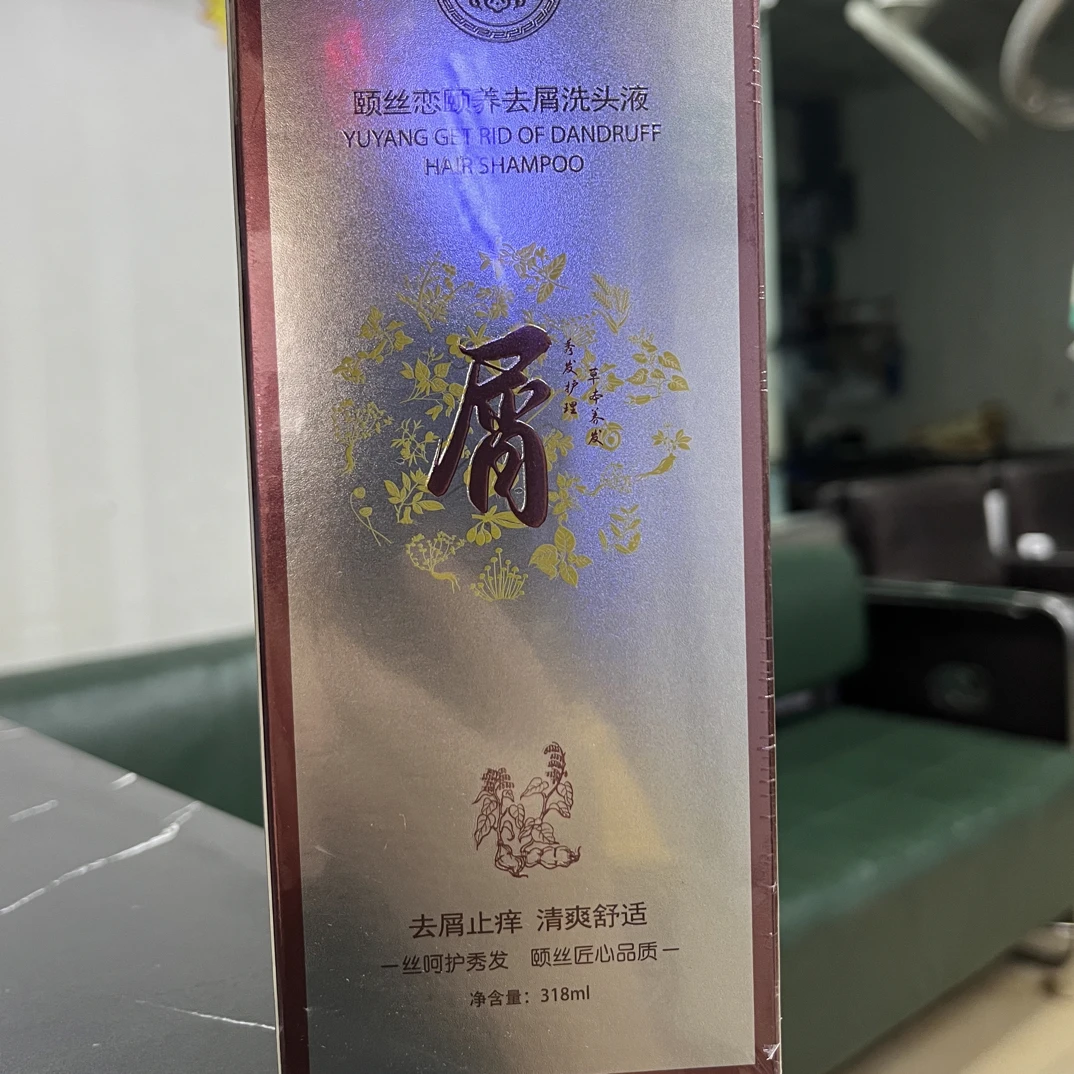 颐丝恋颐养去屑洗头液
YUYANG GET RID OF DANDRUFF
HAIR SHAMPOO
屑
秀发护理
草本养发
去屑止痒 清爽舒适
一丝呵护秀发 颐丝匠心品质一
净含量：318ml